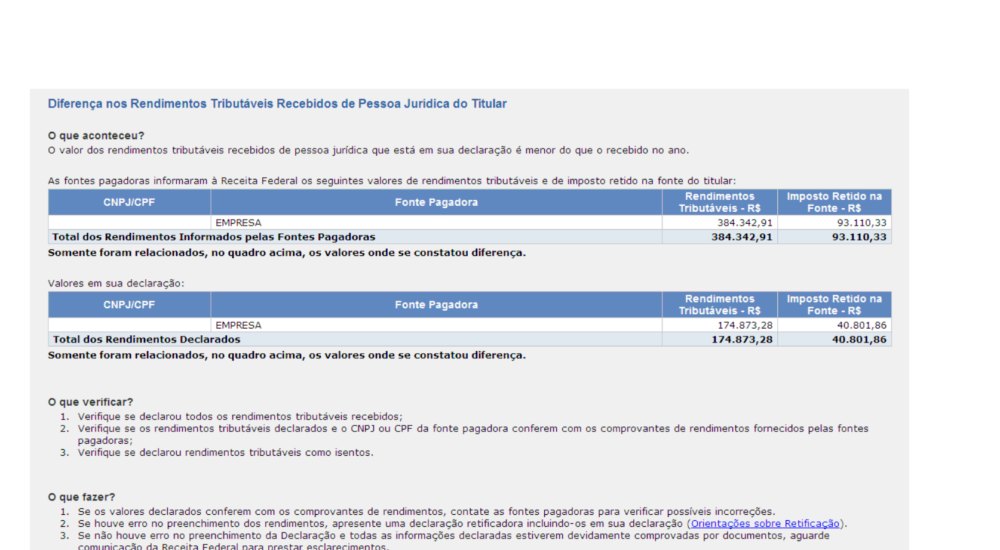 Diferença nos Rendimentos Tributáveis Recebidos de Pessoa Jurídica do Titular
O que aconteceu?
O valor dos rendimentos tributáveis recebidos de pessoa jurídica que está em sua declaração é menor do que o recebido no ano.
As fontes pagadoras informaram à Receita Federal os seguintes valores de rendimentos tributáveis e de imposto retido na fonte do titular:
CNPJ/CPF Fonte Pagadora Rendimentos Tributáveis - R$ Imposto Retido na Fonte - R$
EMPRESA 384.342,91 93.110,33
Total dos Rendimentos Informados pelas Fontes Pagadoras 384.342,91 93.110,33
Somente foram relacionados, no quadro acima, os valores onde se constatou diferença.
Valores em sua declaração:
CNPJ/CPF Fonte Pagadora Rendimentos Tributáveis - R$ Imposto Retido na Fonte - R$
EMPRESA 174.873,28 40.801,86
Total dos Rendimentos Declarados 174.873,28 40.801,86
Somente foram relacionados, no quadro acima, os valores onde se constatou diferença.
O que verificar?
1. Verifique se declarou todos os rendimentos tributáveis recebidos;
2. Verifique se os rendimentos tributáveis declarados e o CNPJ ou CPF da fonte pagadora conferem com os comprovantes de rendimentos fornecidos pelas fontes
pagadoras;
3. Verifique se declarou rendimentos tributáveis como isentos.
O que fazer?
1. Se os valores declarados conferem com os comprovantes de rendimentos, contate as fontes pagadoras para verificar possíveis incorreções.
2. Se houve erro no preenchimento dos rendimentos, apresente uma declaração retificadora incluindo-os em sua declaração (Orientações sobre Retificação).
3. Se não houve erro no preenchimento da Declaração e todas as informações declaradas estiverem devidamente comprovadas por documentos, aguarde
comunicação da Receita Federal para prestar esclarecimentos.